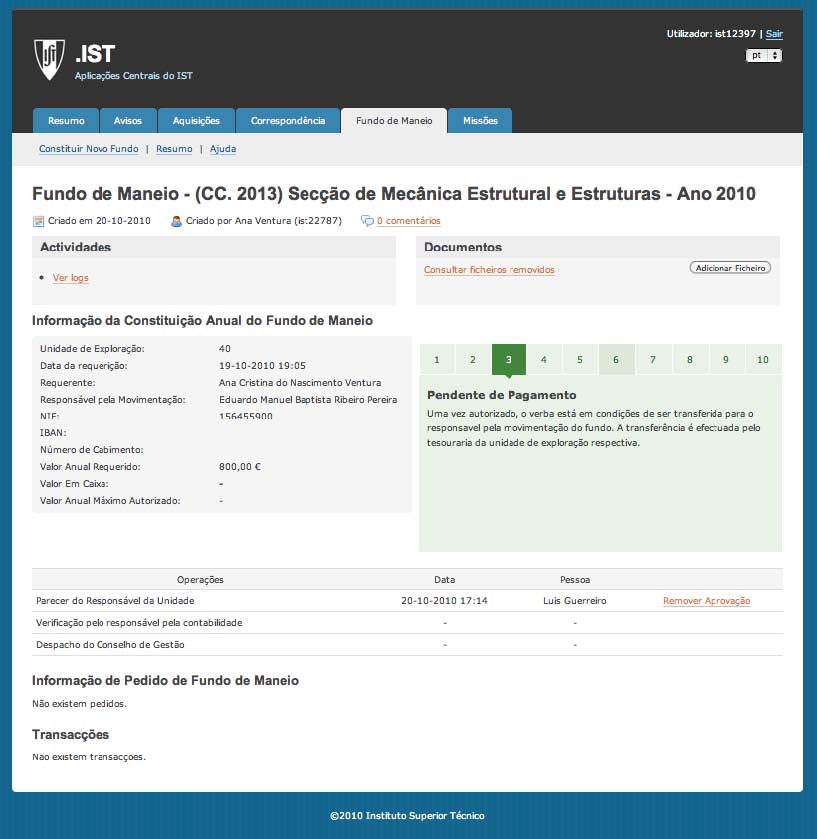 Utilizador: ist12397 | Sair
.IST
pt
Aplicações Centrais do IST
Resumo Avisos Aquisições Correspondência Fundo de Maneio Missões
Constituir Novo Fundo | Resumo | Ajuda
Fundo de Maneio - (CC. 2013) Secção de Mecânica Estrutural e Estruturas - Ano 2010
Criado em 20-10-2010 Criado por Ana Ventura (ist22787) 0 comentários
Actividades
Ver logs
Documentos
Consultar ficheiros removidos Adicionar Ficheiro
Informação da Constituição Anual do Fundo de Maneio
Unidade de Exploração: 40
Data da requerição: 19-10-2010 19:05
Requerente: Ana Cristina do Nascimento Ventura
Responsável pela Movimentação: Eduardo Manuel Baptista Ribeiro Pereira
NIF: 156455900
IBAN:
Número de Cabimento:
Valor Anual Requerido: 800,00 €
Valor Em Caixa: -
Valor Anual Máximo Autorizado: -
1 2 3 4 5 6 7 8 9 10
Pendente de Pagamento
Uma vez autorizado, o verba está em condições de ser transferida para o
responsavel pela movimentação do fundo. A transferência é efectuada pelo
tesouraria da unidade de exploração respectiva.
Operações Data Pessoa
Parecer do Responsável da Unidade 20-10-2010 17:14 Luis Guerreiro Remover Aprovação
Verificação pelo responsável pela contabilidade - -
Despacho do Conselho de Gestão - -
Informação de Pedido de Fundo de Maneio
Não existem pedidos.
Transacções
Não existem transacções.
©2010 Instituto Superior Técnico